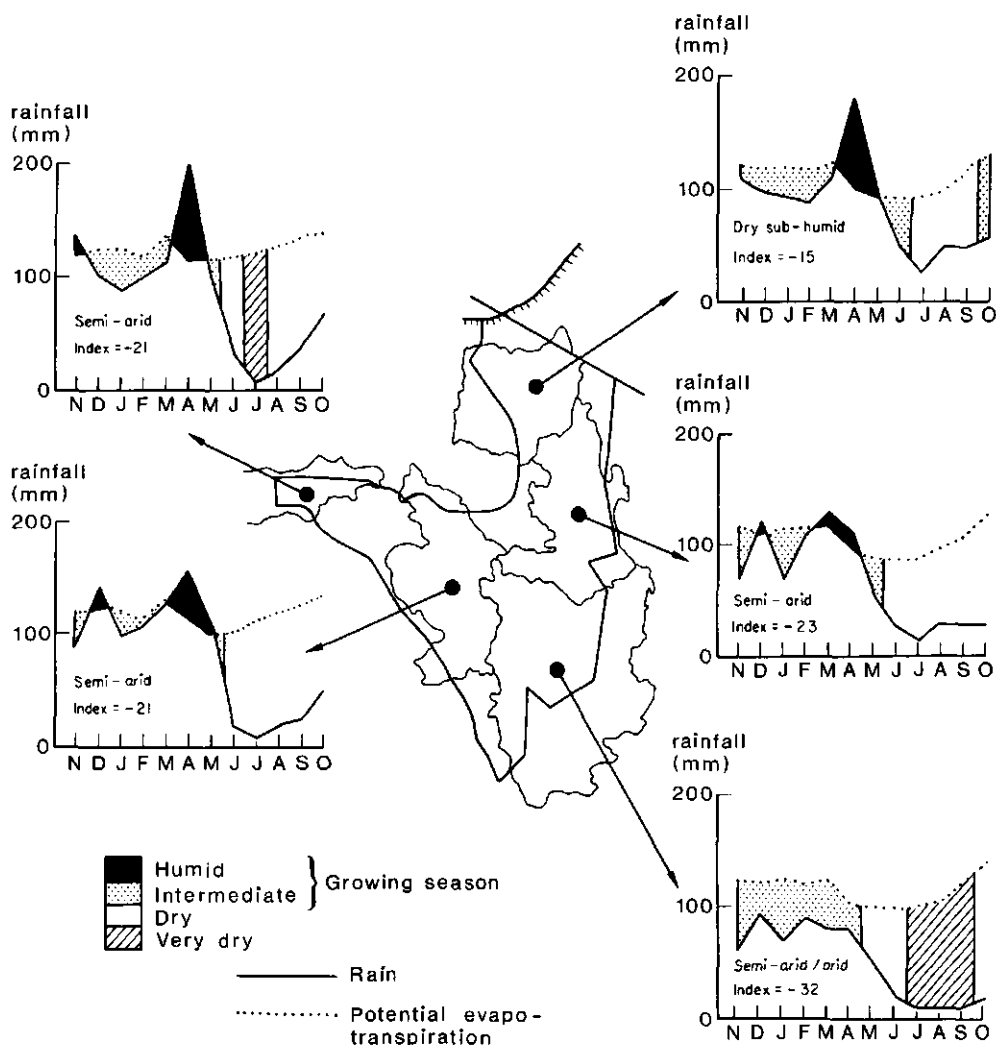 rainfall
(mm)
200
100
0
Semi-arid
Index = -21
N D J F M A M J J A S O
rainfall
(mm)
200
100
0
Dry sub-humid
Index = -15
N D J F M A M J J A S O
rainfall
(mm)
200
100
0
Semi-arid
Index = -21
N D J F M A M J J A S O
rainfall
(mm)
200
100
0
Semi-arid
Index = -23
N D J F M A M J J A S O
rainfall
(mm)
200
100
0
Semi-arid/arid
Index = -32
N D J F M A M J J A S O
Humid
Intermediate
Growing season
Dry
Very dry
Rain
Potential evapo-
transpiration